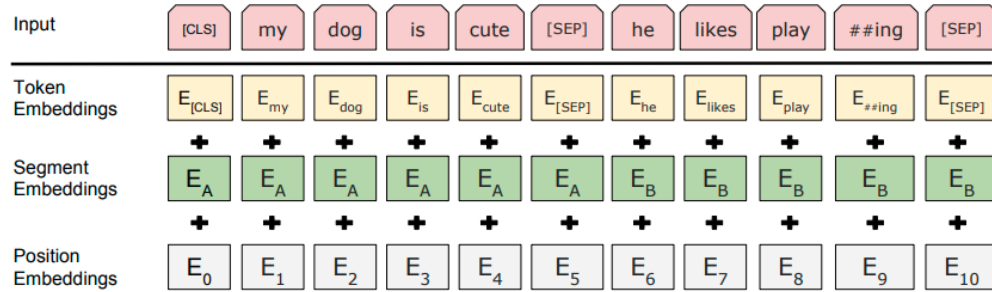 Input [CLS] my dog is cute [SEP] he likes play ##ing [SEP]
Token
Embeddings E[CLS] Emy Edog Eis Ecute E[SEP] Ehe Elikes Eplay E##ing E[SEP]
+ + + + + + + + + + +
Segment
Embeddings EA EA EA EA EA EA EB EB EB EB EB
+ + + + + + + + + + +
Position
Embeddings E0 E1 E2 E3 E4 E5 E6 E7 E8 E9 E10